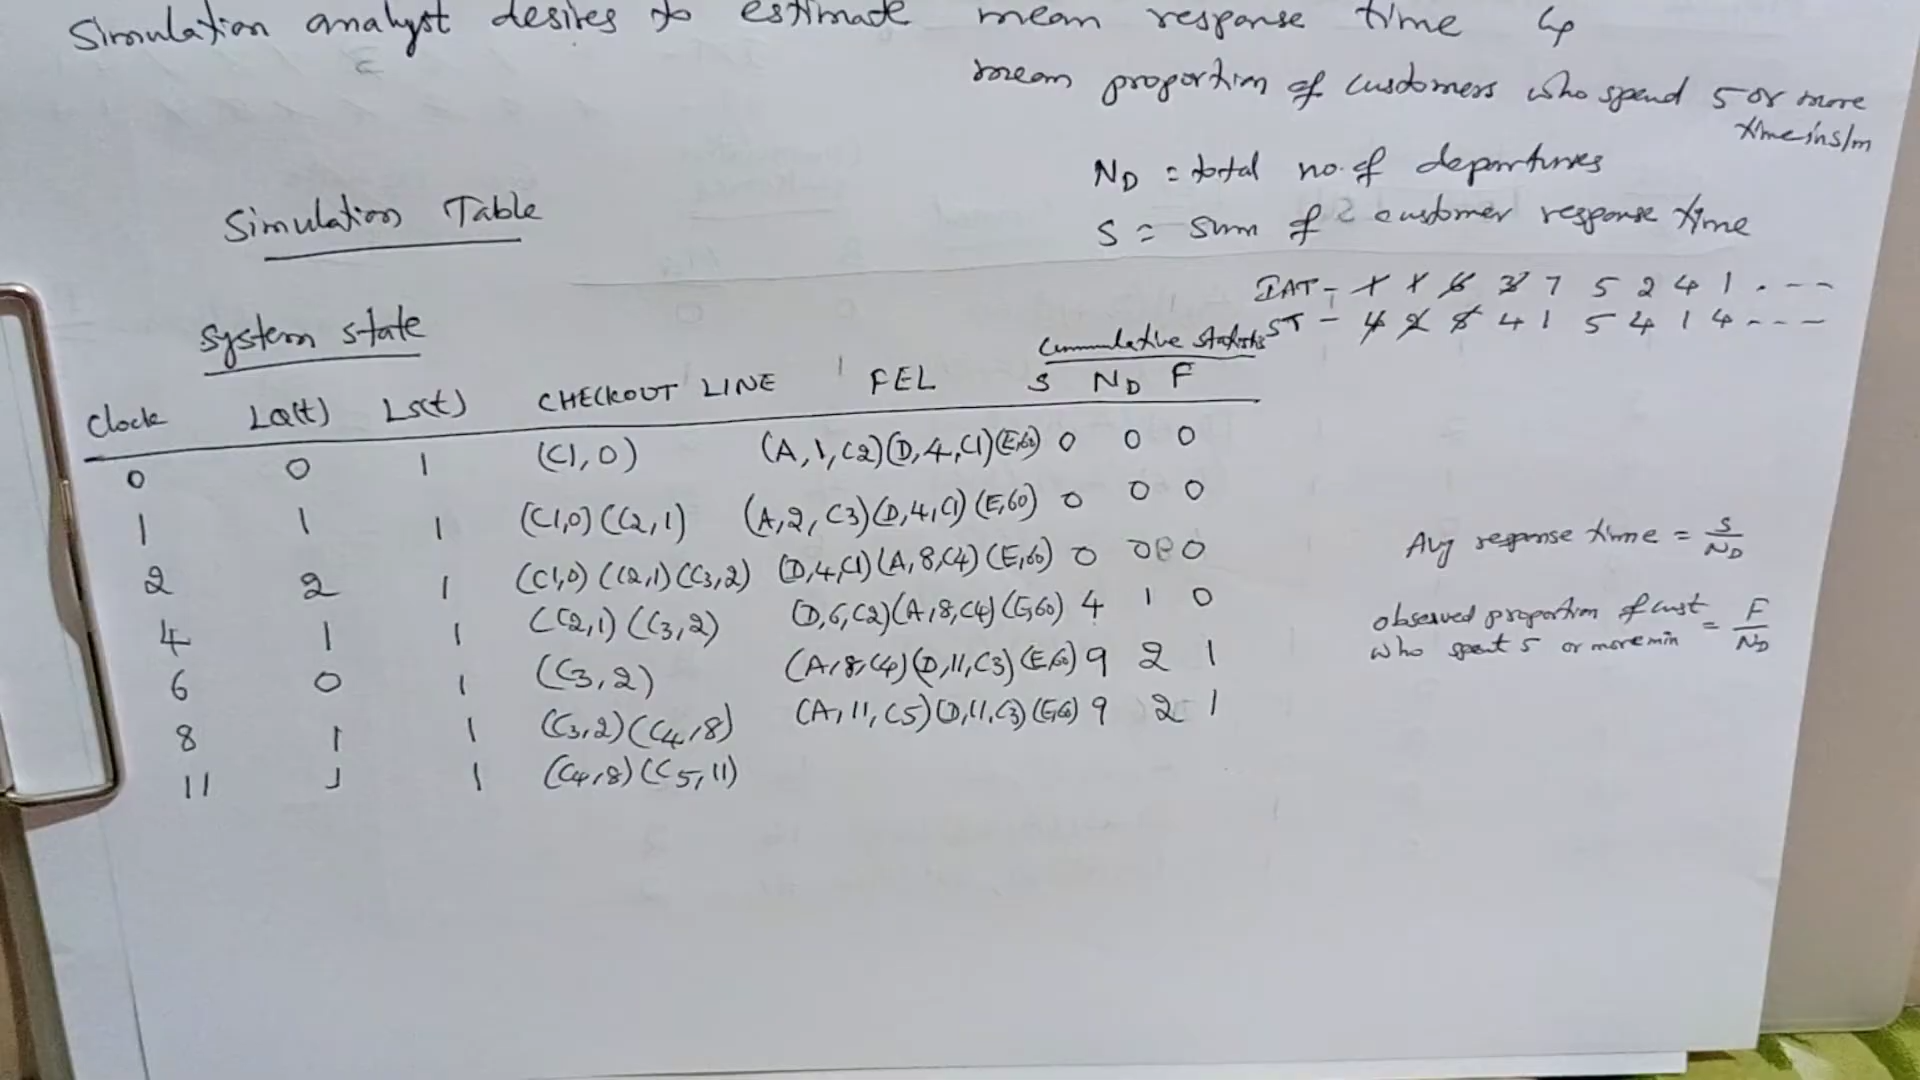 Simulation analyst desires to estimate mean response time &
mean proportion of customers who spend 5 or more
time in s/m
ND = total no. of departures
S = Sum of customer response time
Simulation Table
IAT - 1 1 6 3 7 5 2 4 1 . - - -
ST - 4 2 5 4 1 5 4 1 4 - - -
System state
Cummulative Statistics
Clock LQ(t) LS(t) CHECKOUT LINE FEL S ND F
0 0 1 (C1,0) (A,1,C2)(D,4,C1)(E,60) 0 0 0
1 1 1 (C1,0)(C2,1) (A,2,C3)(D,4,C1)(E,60) 0 0 0
2 2 1 (C1,0)(C2,1)(C3,2) (D,4,C1)(A,8,C4)(E,60) 0 0 0
4 1 1 (C2,1)(C3,2) (D,6,C2)(A,8,C4)(E,60) 4 1 0
6 0 1 (C3,2) (A,8,C4)(D,11,C3)(E,60) 9 2 1
8 1 1 (C3,2)(C4,8) (A,11,C5)(D,11,C3)(E,60) 9 2 1
11 1 1 (C4,8)(C5,11)
Avg response time = S/ND
observed proportion of cust
who spent 5 or more min = F/ND